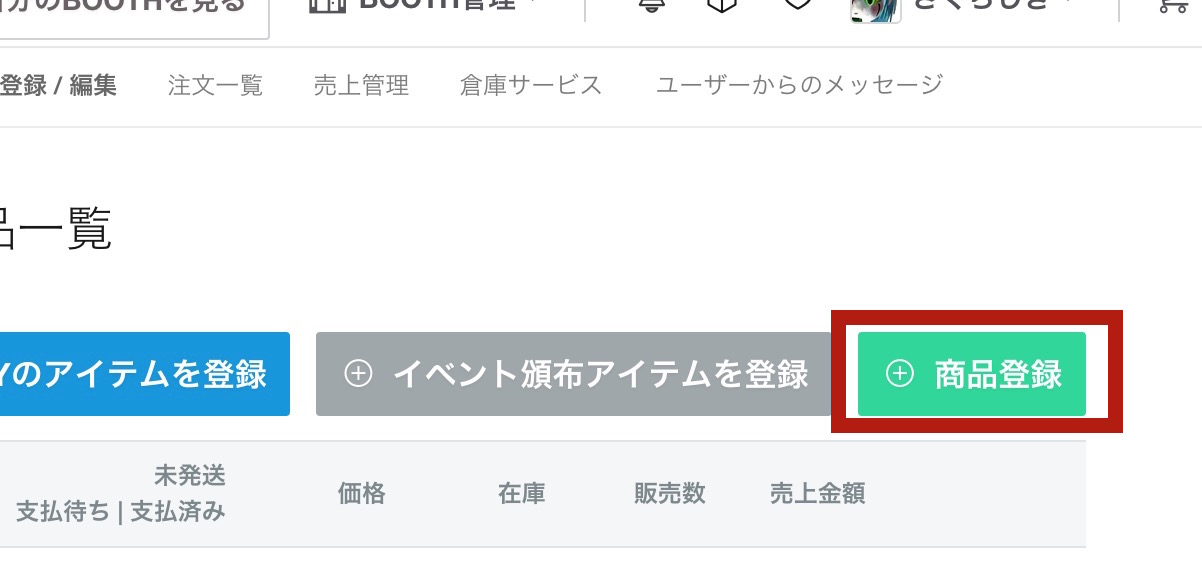 分のBOOTHを見る
BOOTH管理
さくらしき
登録 / 編集
注文一覧
売上管理
倉庫サービス
ユーザーからのメッセージ
品一覧
Yのアイテムを登録
イベント頒布アイテムを登録
商品登録
未発送
支払待ち | 支払済み
価格
在庫
販売数
売上金額